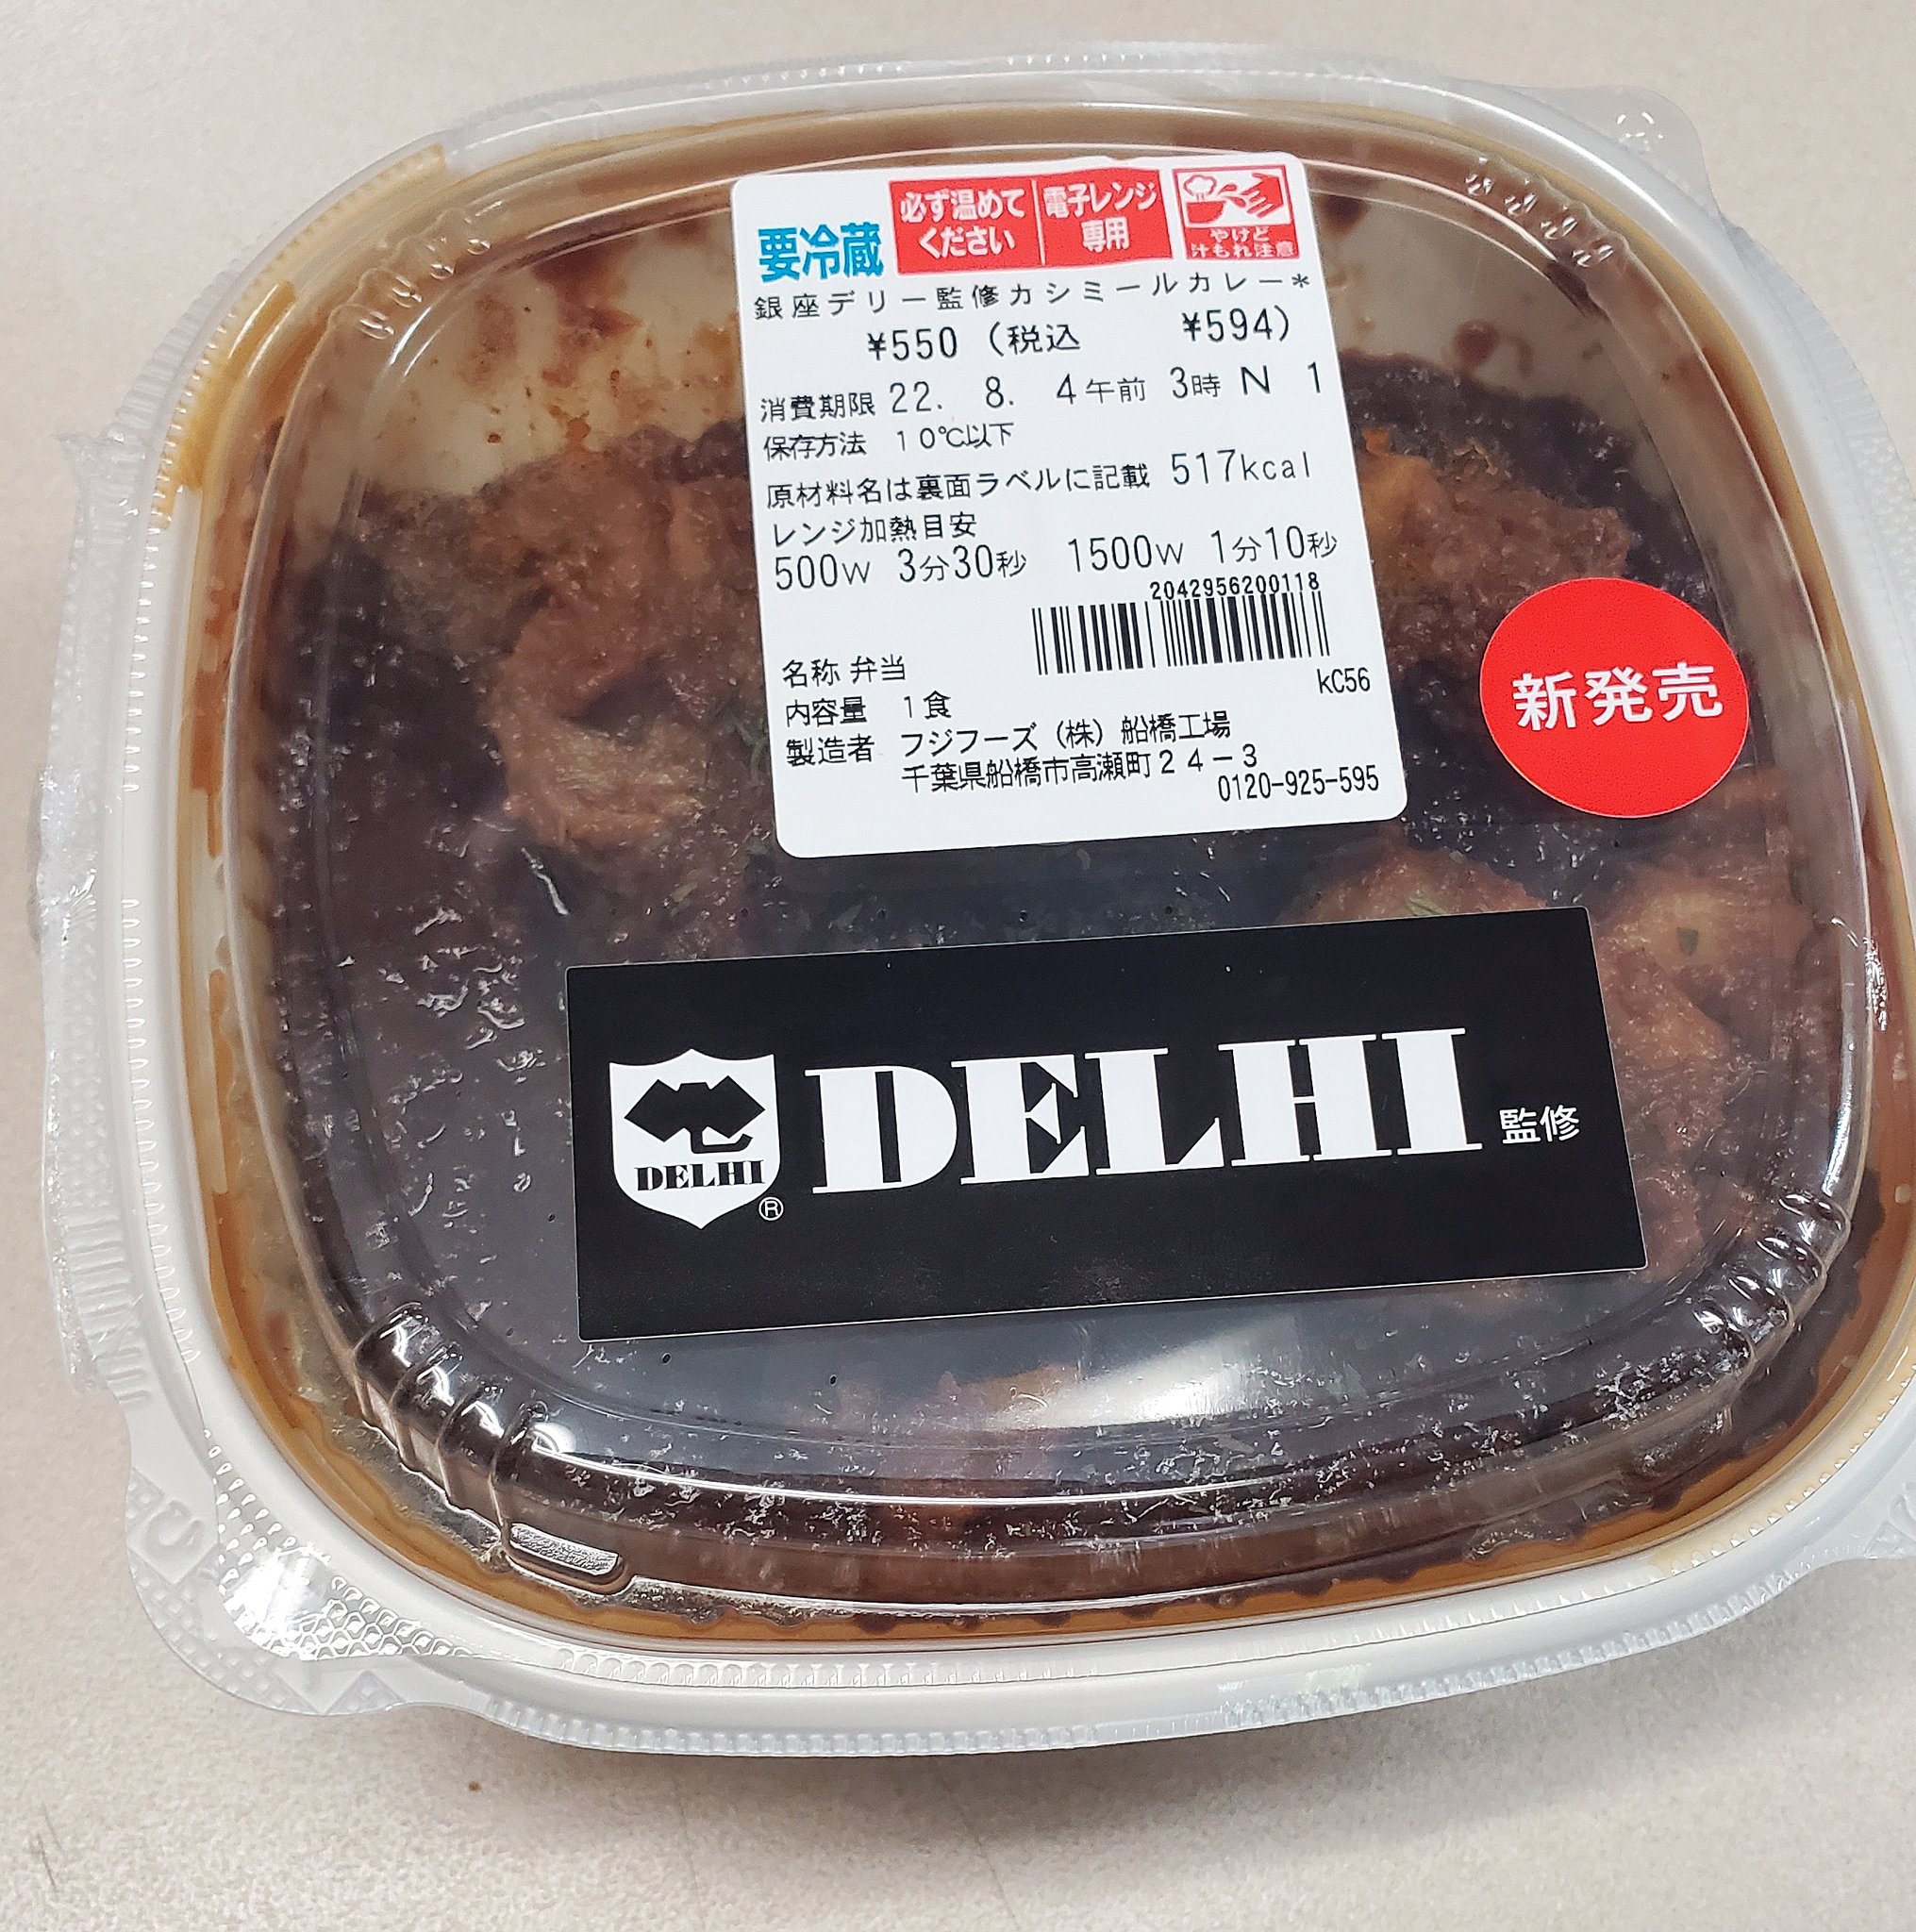 要冷蔵
必ず温めて
ください
電子レンジ
専用
やけど
汁もれ注意
銀座デリー監修カシミールカレー*
¥550 (税込 ¥594)
消費期限 22. 8. 4午前 3時 N 1
保存方法 10℃以下
原材料名は裏面ラベルに記載 517kcal
レンジ加熱目安
500W 3分30秒 1500W 1分10秒
2042956200118
名称 弁当
kC56
内容量 1食
製造者 フジフーズ(株)船橋工場
千葉県船橋市高瀬町24-3
0120-925-595
新発売
DELHI
®
DELHI 監修